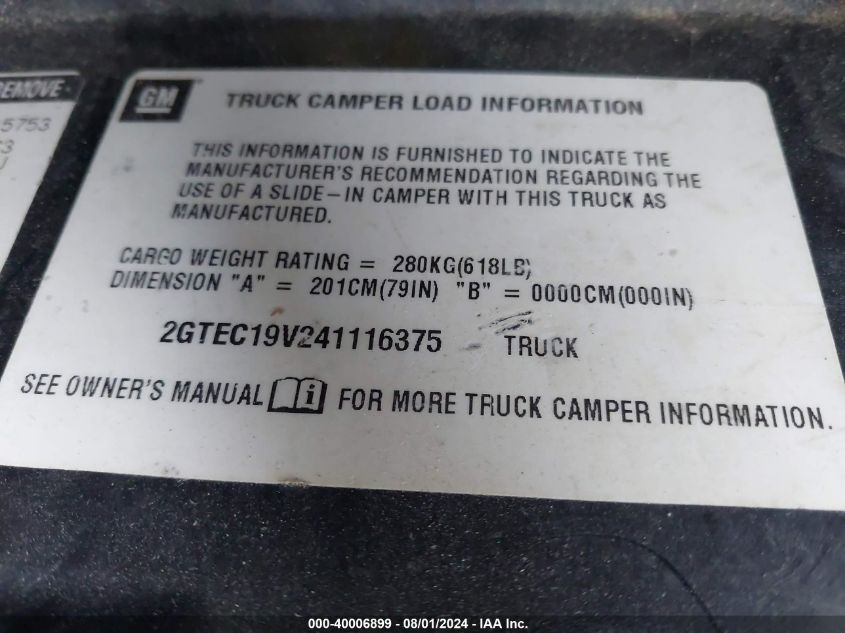 EMOVE
5753
GM
TRUCK CAMPER LOAD INFORMATION
THIS INFORMATION IS FURNISHED TO INDICATE THE
MANUFACTURER'S RECOMMENDATION REGARDING THE
USE OF A SLIDE-IN CAMPER WITH THIS TRUCK AS
MANUFACTURED.
CARGO WEIGHT RATING = 280KG(618LB)
DIMENSION "A" = 201CM(79IN) "B" = 0000CM(000IN)
2GTEC19V241116375 TRUCK
SEE OWNER'S MANUAL i FOR MORE TRUCK CAMPER INFORMATION.
000-40006899 - 08/01/2024 - IAA Inc.